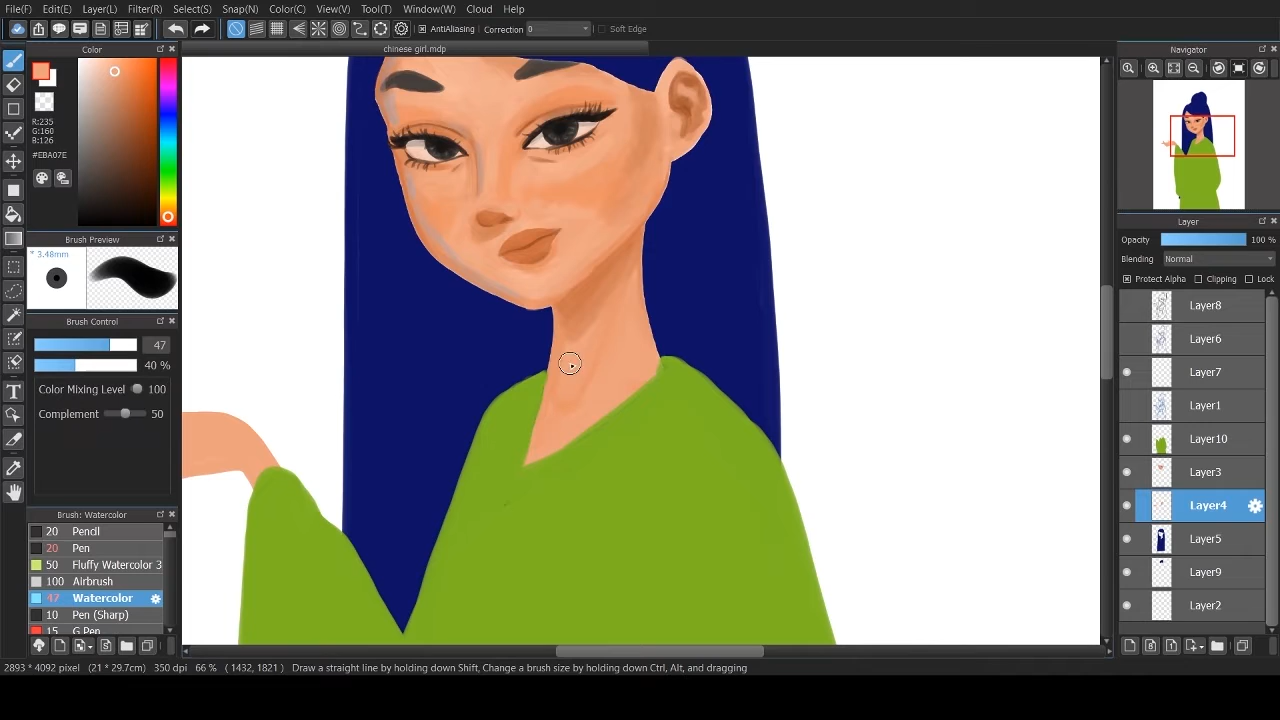 File(F) Edit(E) Layer(L) Filter(R) Select(S) Snap(N) Color(C) View(V) Tool(T) Window(W) Cloud Help
AntiAliasing Correction 0 Soft Edge
Color
chinese girl.mdp
Navigator
R:235
G:160
B:126
#EBA07E
Brush Preview
* 3.48mm
Brush Control
47
40 %
Color Mixing Level 100
Complement 50
Brush: Watercolor
20 Pencil
20 Pen
50 Fluffy Watercolor 3
100 Airbrush
47 Watercolor
10 Pen (Sharp)
15 G Pen
Layer
Opacity 100 %
Blending Normal
Protect Alpha Clipping Lock
Layer8
Layer6
Layer7
Layer1
Layer10
Layer3
Layer4
Layer5
Layer9
Layer2
2893 * 4092 pixel (21 * 29.7cm) 350 dpi 66 % ( 1432, 1821 ) Draw a straight line by holding down Shift, Change a brush size by holding down Ctrl, Alt, and dragging